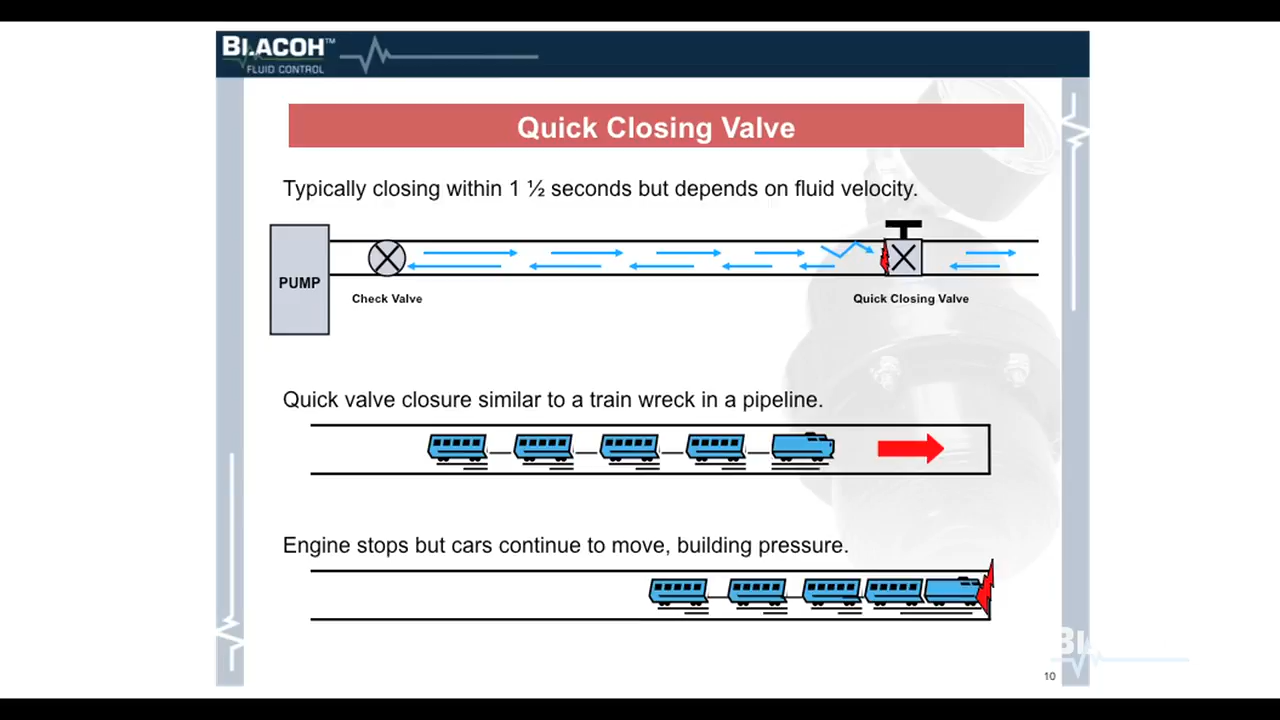 BLACOH™
FLUID CONTROL
Quick Closing Valve
Typically closing within 1 ½ seconds but depends on fluid velocity.
PUMP
Check Valve
Quick Closing Valve
Quick valve closure similar to a train wreck in a pipeline.
Engine stops but cars continue to move, building pressure.
BLA
10